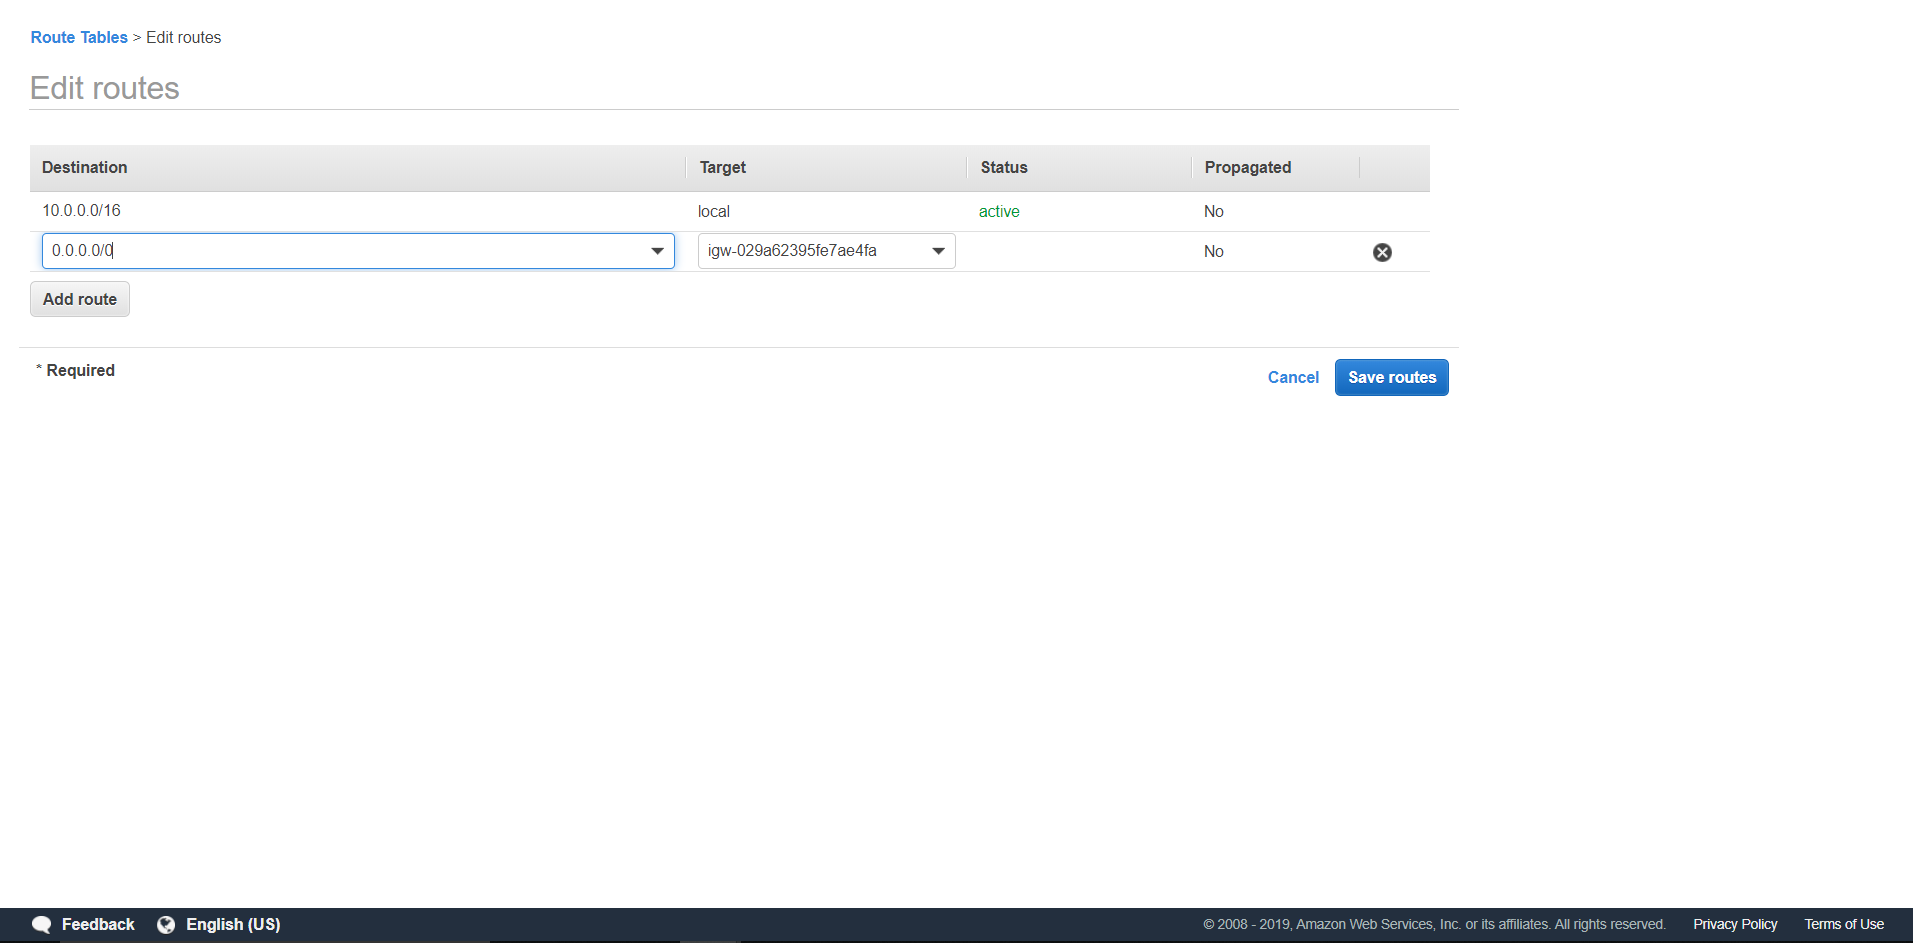 Route Tables > Edit routes
Edit routes
Destination Target Status Propagated
10.0.0.0/16 local active No
0.0.0.0/0 igw-029a62395fe7ae4fa No
Add route
* Required Cancel Save routes
Feedback English (US) © 2008 - 2019, Amazon Web Services, Inc. or its affiliates. All rights reserved. Privacy Policy Terms of Use